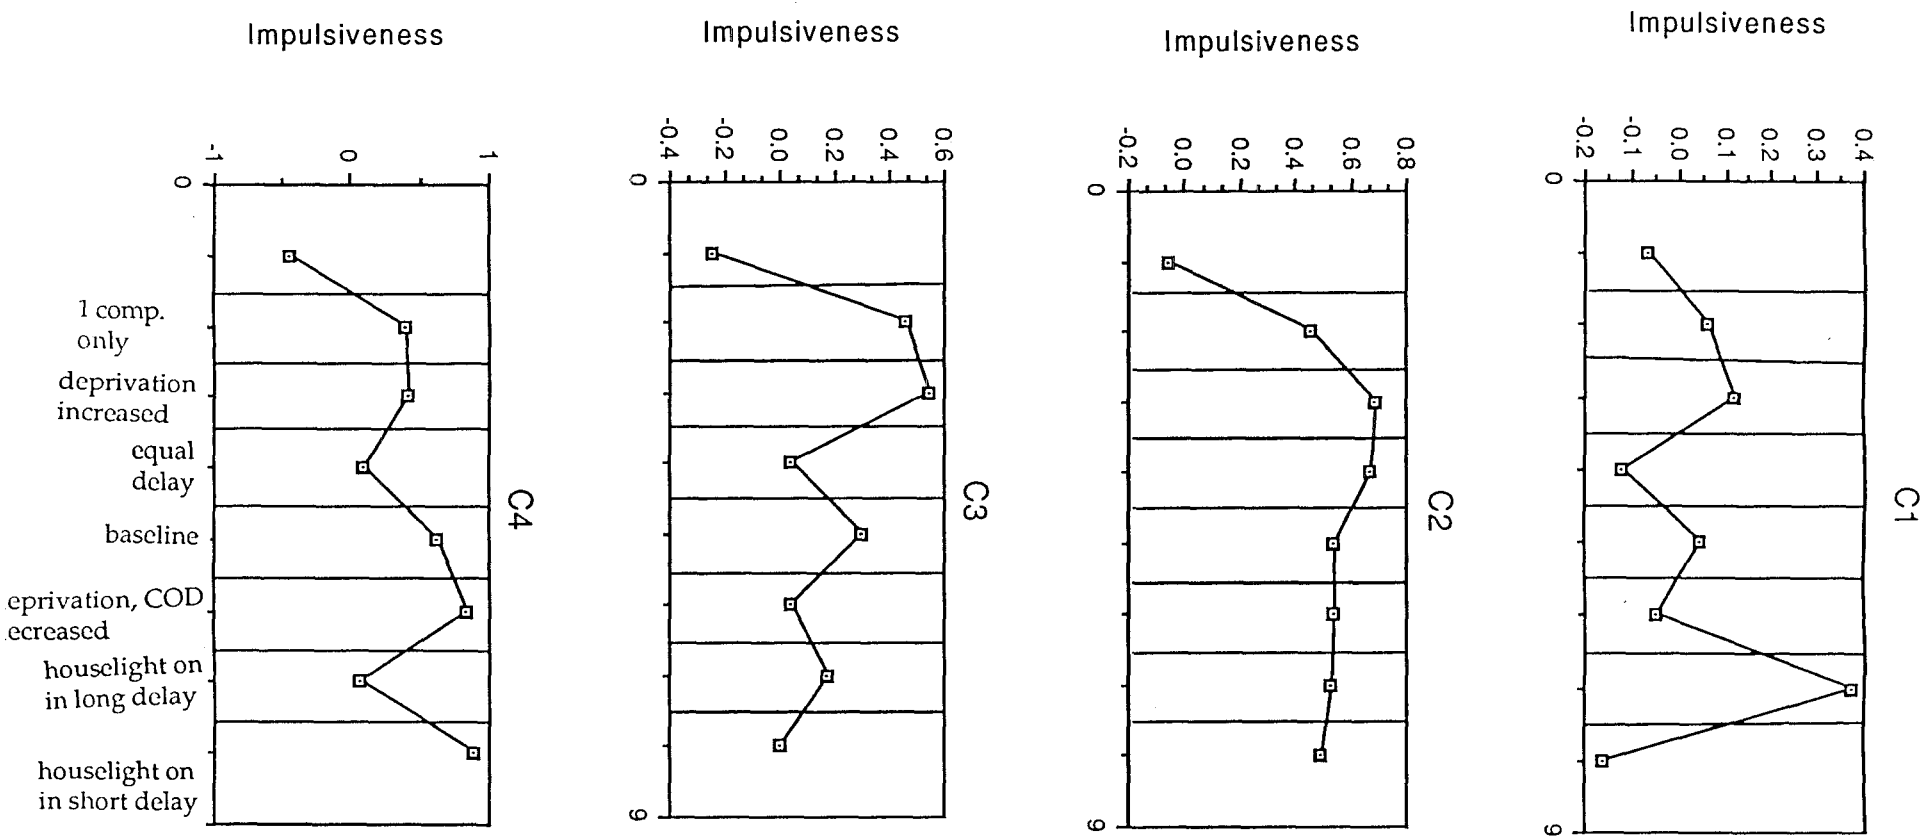 Impulsiveness
Impulsiveness
Impulsiveness
Impulsiveness
-1
0
1
0
C4
-0.4
-0.2
0.0
0.2
0.4
0.6
0
9
C3
-0.2
0.0
0.2
0.4
0.6
0.8
0
9
C2
-0.2
-0.1
0.0
0.1
0.2
0.3
0.4
0
9
C1
1 comp.
only
deprivation
increased
equal
delay
baseline
eprivation, COD
ecreased
houselight on
in long delay
houselight on
in short delay